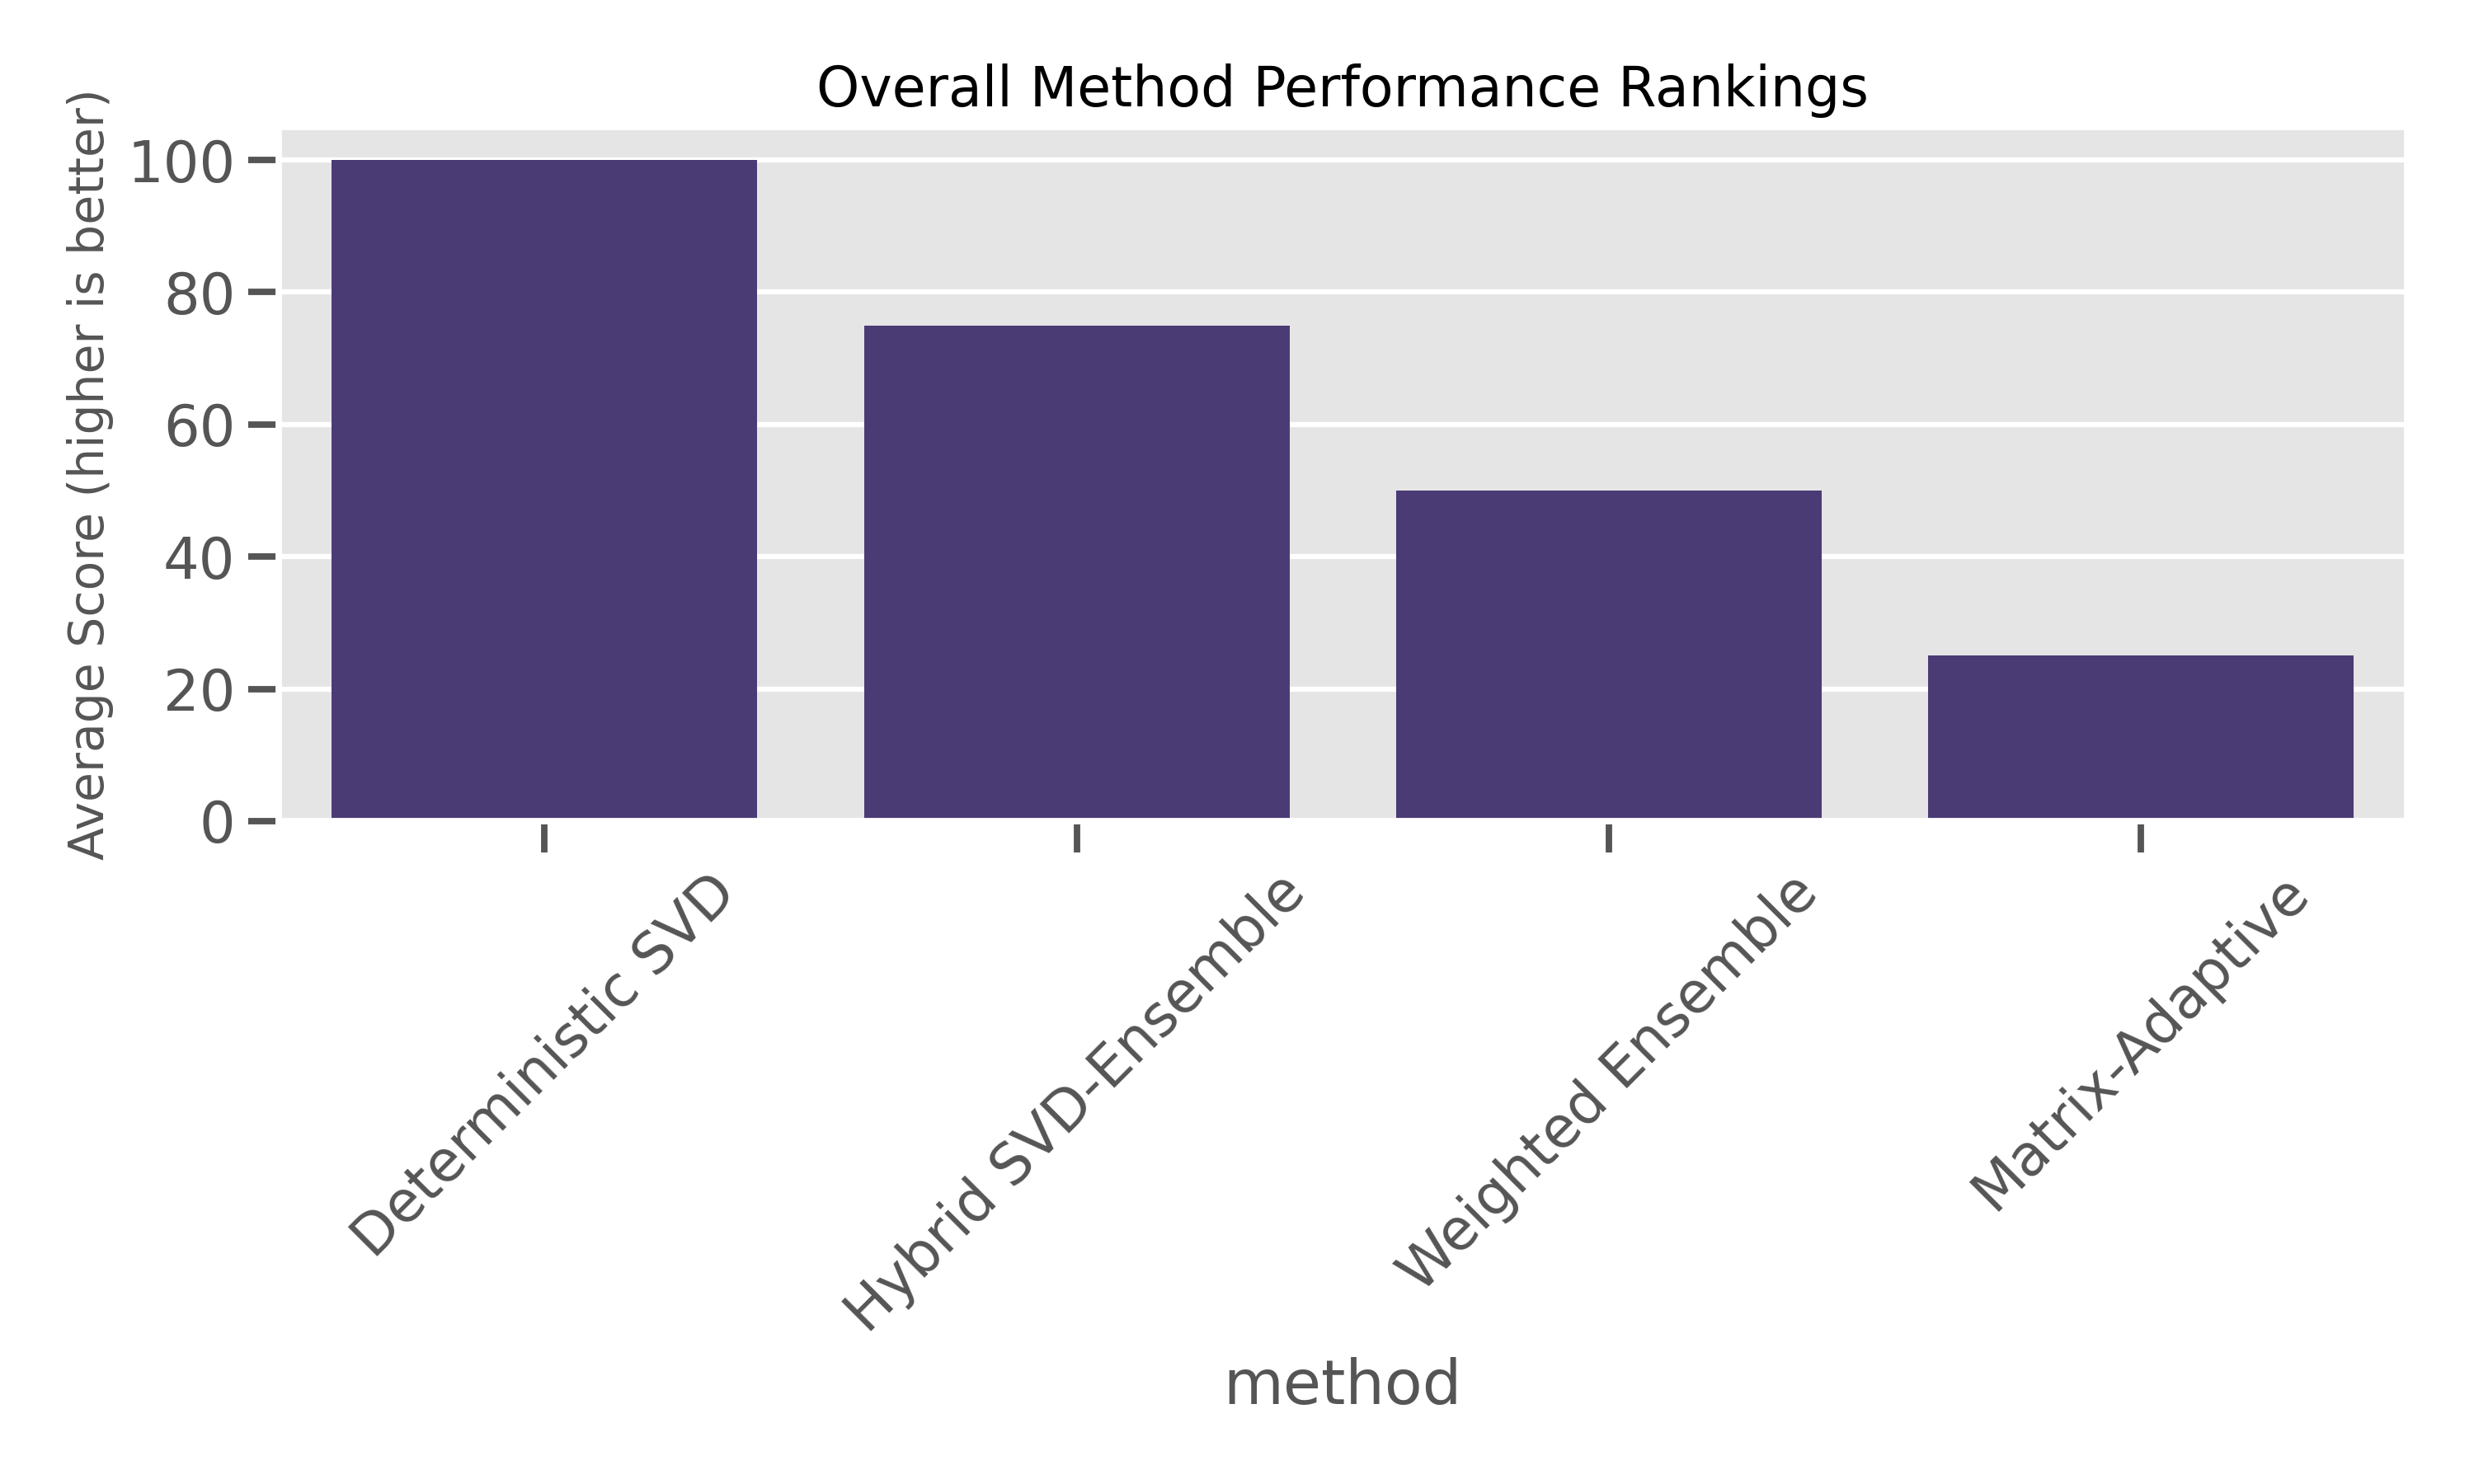 Overall Method Performance Rankings
Average Score (higher is better)
100
80
60
40
20
0
Deterministic SVD
Hybrid SVD-Ensemble
Weighted Ensemble
Matrix-Adaptive
method